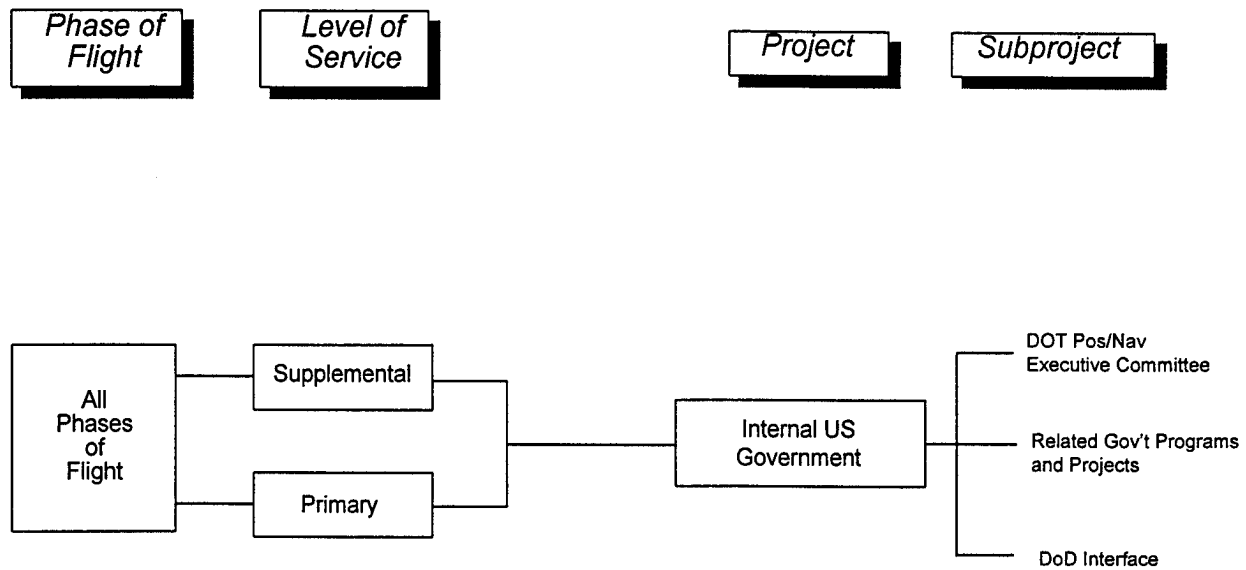 Phase of
Flight
Level of
Service
Project
Subproject
All
Phases
of
Flight
Supplemental
Primary
Internal US
Government
DOT Pos/Nav
Executive Committee
Related Gov't Programs
and Projects
DoD Interface